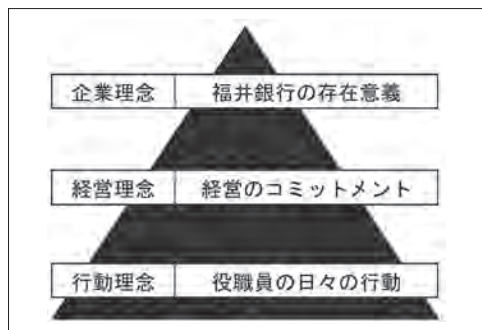 企業理念 福井銀行の存在意義
経営理念 経営のコミットメント
行動理念 役職員の日々の行動